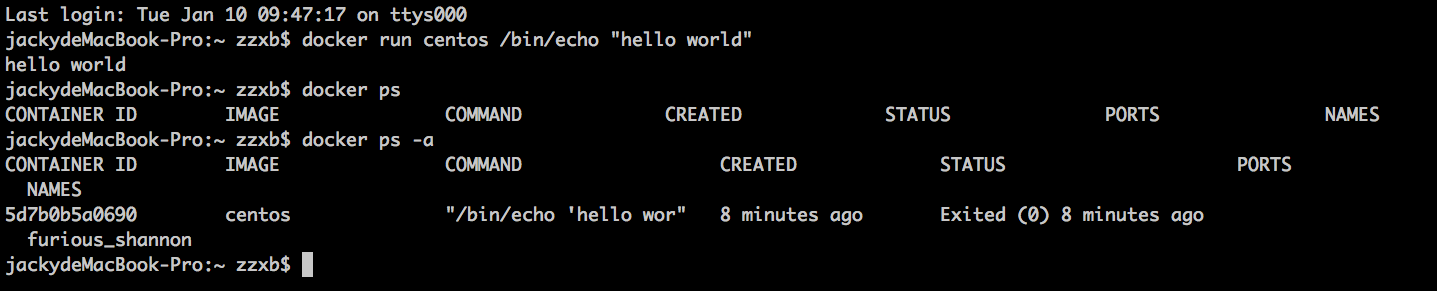 Last login: Tue Jan 10 09:47:17 on ttys000
jackydeMacBook-Pro:~ zzxb$ docker run centos /bin/echo "hello world"
hello world
jackydeMacBook-Pro:~ zzxb$ docker ps
CONTAINER ID        IMAGE               COMMAND             CREATED             STATUS              PORTS               NAMES
jackydeMacBook-Pro:~ zzxb$ docker ps -a
CONTAINER ID        IMAGE               COMMAND                  CREATED             STATUS                     PORTS
  NAMES
5d7b0b5a0690        centos              "/bin/echo 'hello wor"   8 minutes ago       Exited (0) 8 minutes ago
  furious_shannon
jackydeMacBook-Pro:~ zzxb$